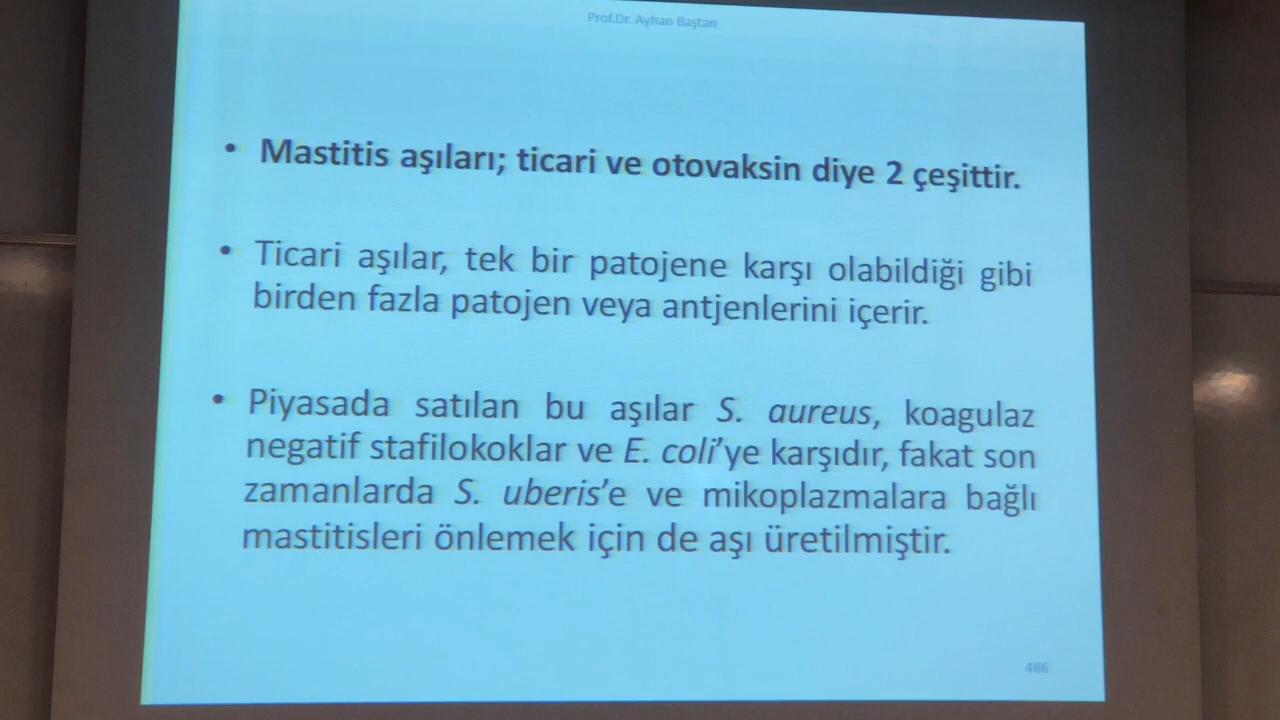 Prof.Dr. Ayhan Baştan
• Mastitis aşıları; ticari ve otovaksin diye 2 çeşittir.
• Ticari aşılar, tek bir patojene karşı olabildiği gibi
birden fazla patojen veya antjenlerini içerir.
• Piyasada satılan bu aşılar S. aureus, koagulaz
negatif stafilokoklar ve E. coli’ye karşıdır, fakat son
zamanlarda S. uberis’e ve mikoplazmalara bağlı
mastitisleri önlemek için de aşı üretilmiştir.
486